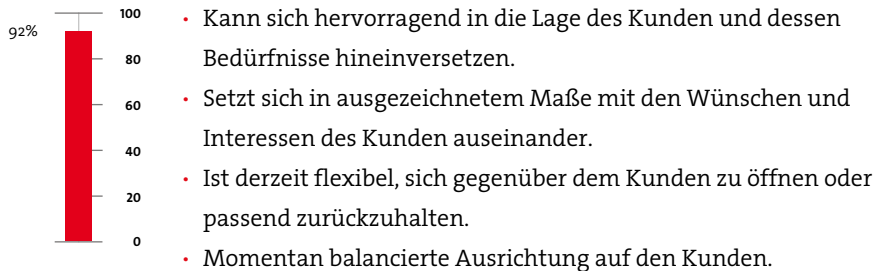 92%
100
80
60
40
20
0
• Kann sich hervorragend in die Lage des Kunden und dessen
Bedürfnisse hineinversetzen.
• Setzt sich in ausgezeichnetem Maße mit den Wünschen und
Interessen des Kunden auseinander.
• Ist derzeit flexibel, sich gegenüber dem Kunden zu öffnen oder
passend zurückzuhalten.
• Momentan balancierte Ausrichtung auf den Kunden.